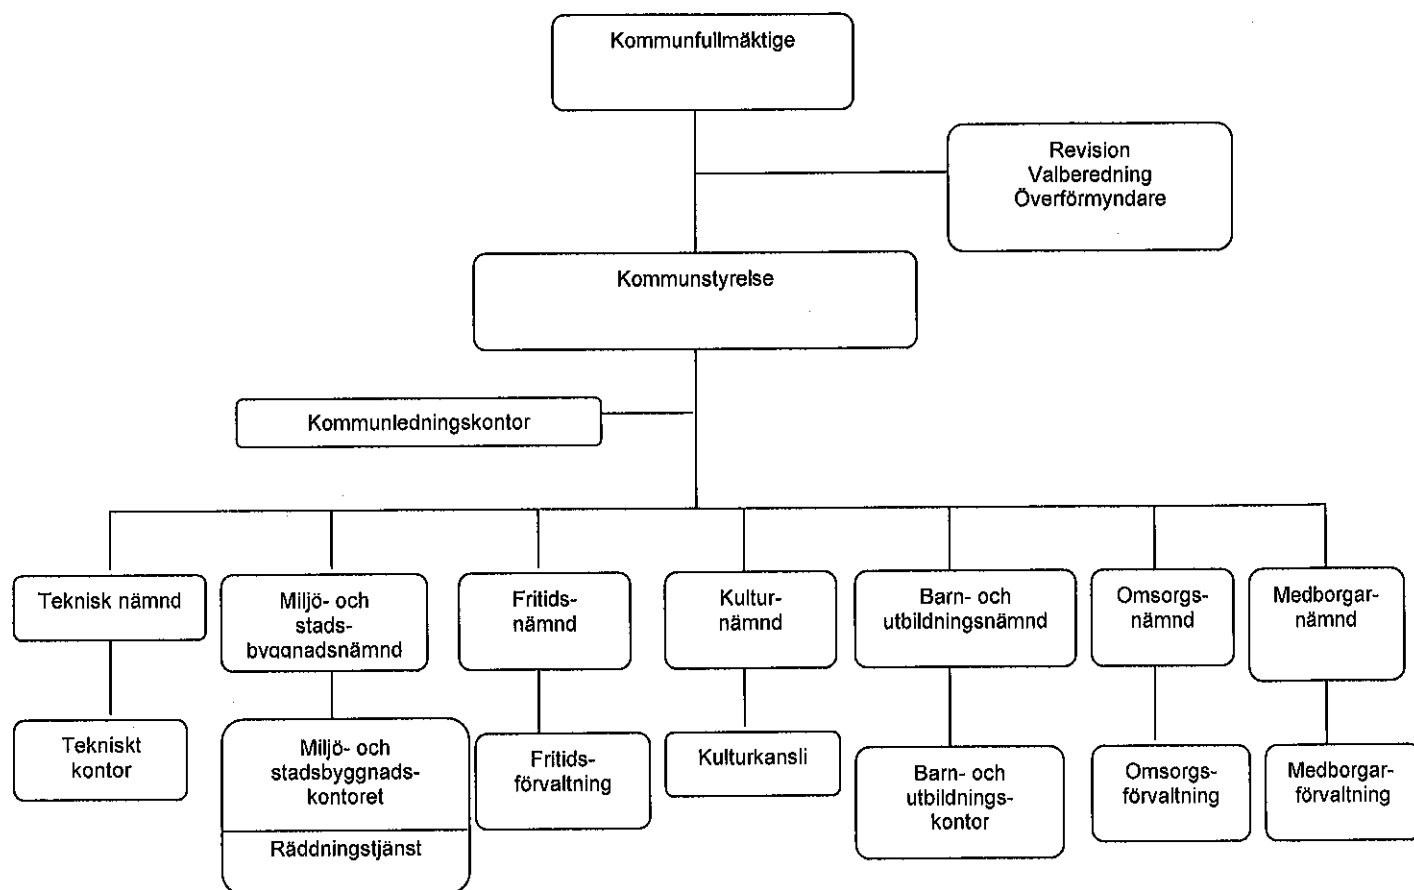 Kommunfullmäktige
Revision
Valberedning
Överförmyndare
Kommunstyrelse
Kommunledningskontor
Teknisk nämnd
Miljö- och
stads-
byggnadsnämnd
Fritids-
nämnd
Kultur-
nämnd
Barn- och
utbildningsnämnd
Omsorgs-
nämnd
Medborgar-
nämnd
Tekniskt
kontor
Miljö- och
stadsbyggnads-
kontoret
Räddningstjänst
Fritids-
förvaltning
Kulturkansli
Barn- och
utbildnings-
kontor
Omsorgs-
förvaltning
Medborgar-
förvaltning